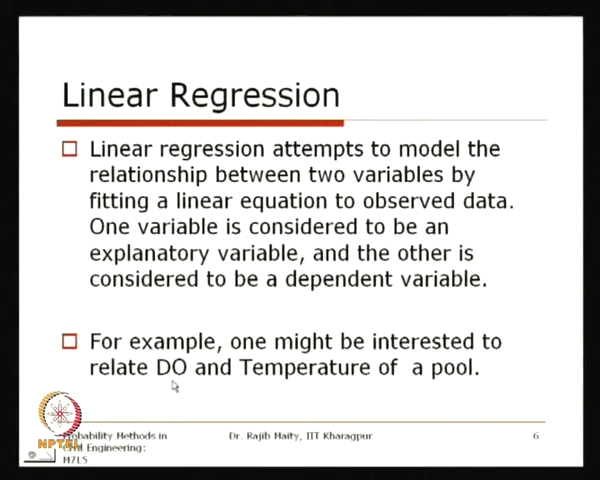 Linear Regression
Linear regression attempts to model the
relationship between two variables by
fitting a linear equation to observed data.
One variable is considered to be an
explanatory variable, and the other is
considered to be a dependent variable.
For example, one might be interested to
relate DO and Temperature of a pool.
Probability Methods in
Civil Engineering:
M7L5
Dr. Rajib Maity, IIT Kharagpur
6
NPTEL